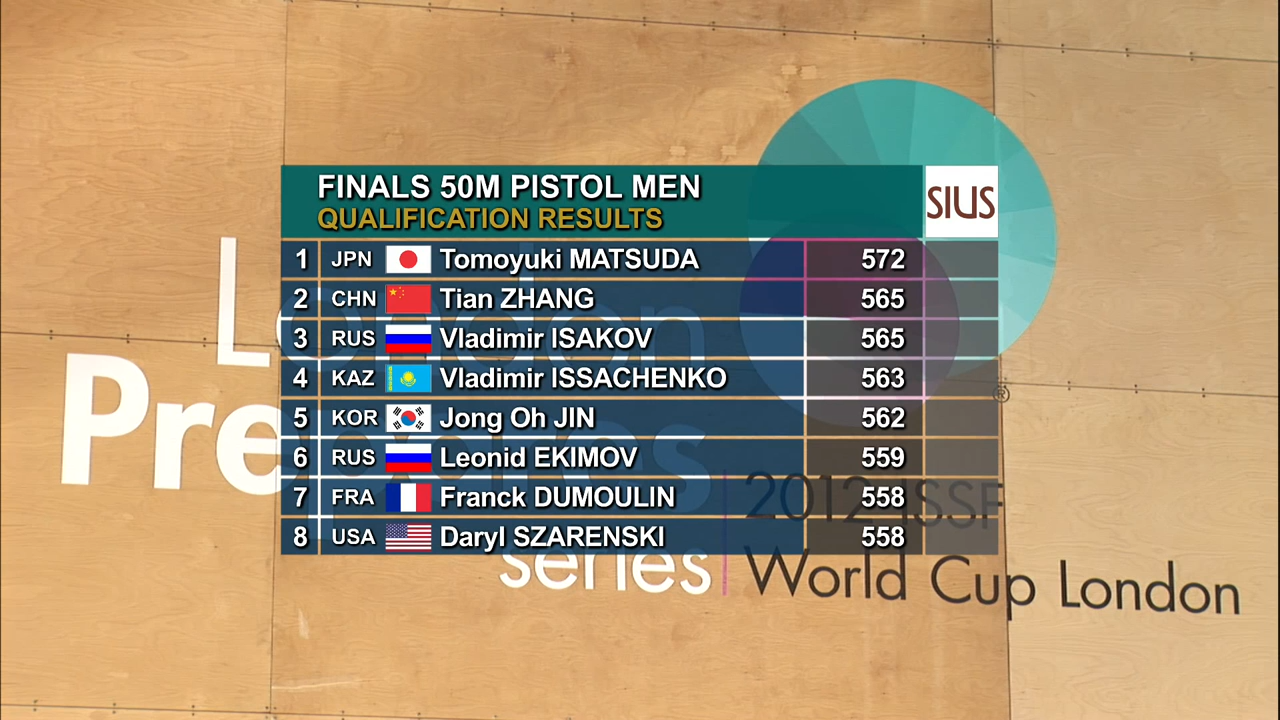 FINALS 50M PISTOL MEN
QUALIFICATION RESULTS
SIUS
1 JPN Tomoyuki MATSUDA 572
2 CHN Tian ZHANG 565
3 RUS Vladimir ISAKOV 565
4 KAZ Vladimir ISSACHENKO 563
5 KOR Jong Oh JIN 562
6 RUS Leonid EKIMOV 559
7 FRA Franck DUMOULIN 558
8 USA Daryl SZARENSKI 558
London
Prepares
series
2012 ISSF
World Cup London